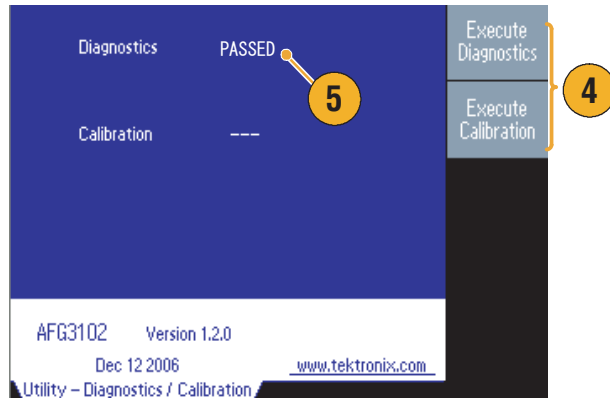 Diagnostics PASSED
Execute Diagnostics
5
4
Calibration ---
Execute Calibration
AFG3102 Version 1.2.0
Dec 12 2006 www.tektronix.com
Utility – Diagnostics / Calibration